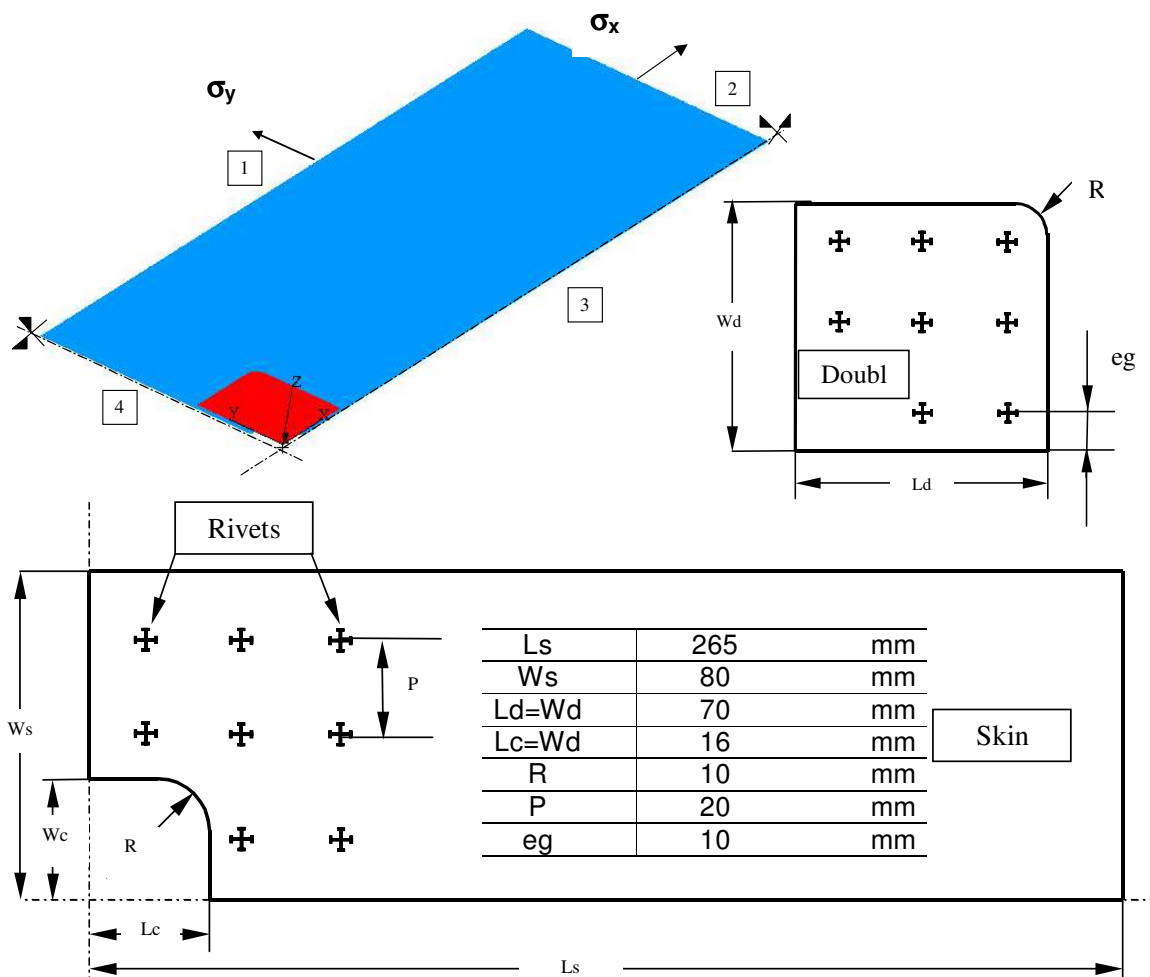 σx
σy
2
1
3
4
Z
Y
X
R
Wd
Doubl
eg
Ld
Rivets
P
Ws
Wc
R
Lc
Ls
Ls 265 mm
Ws 80 mm
Ld=Wd 70 mm
Lc=Wd 16 mm
R 10 mm
P 20 mm
eg 10 mm
Skin